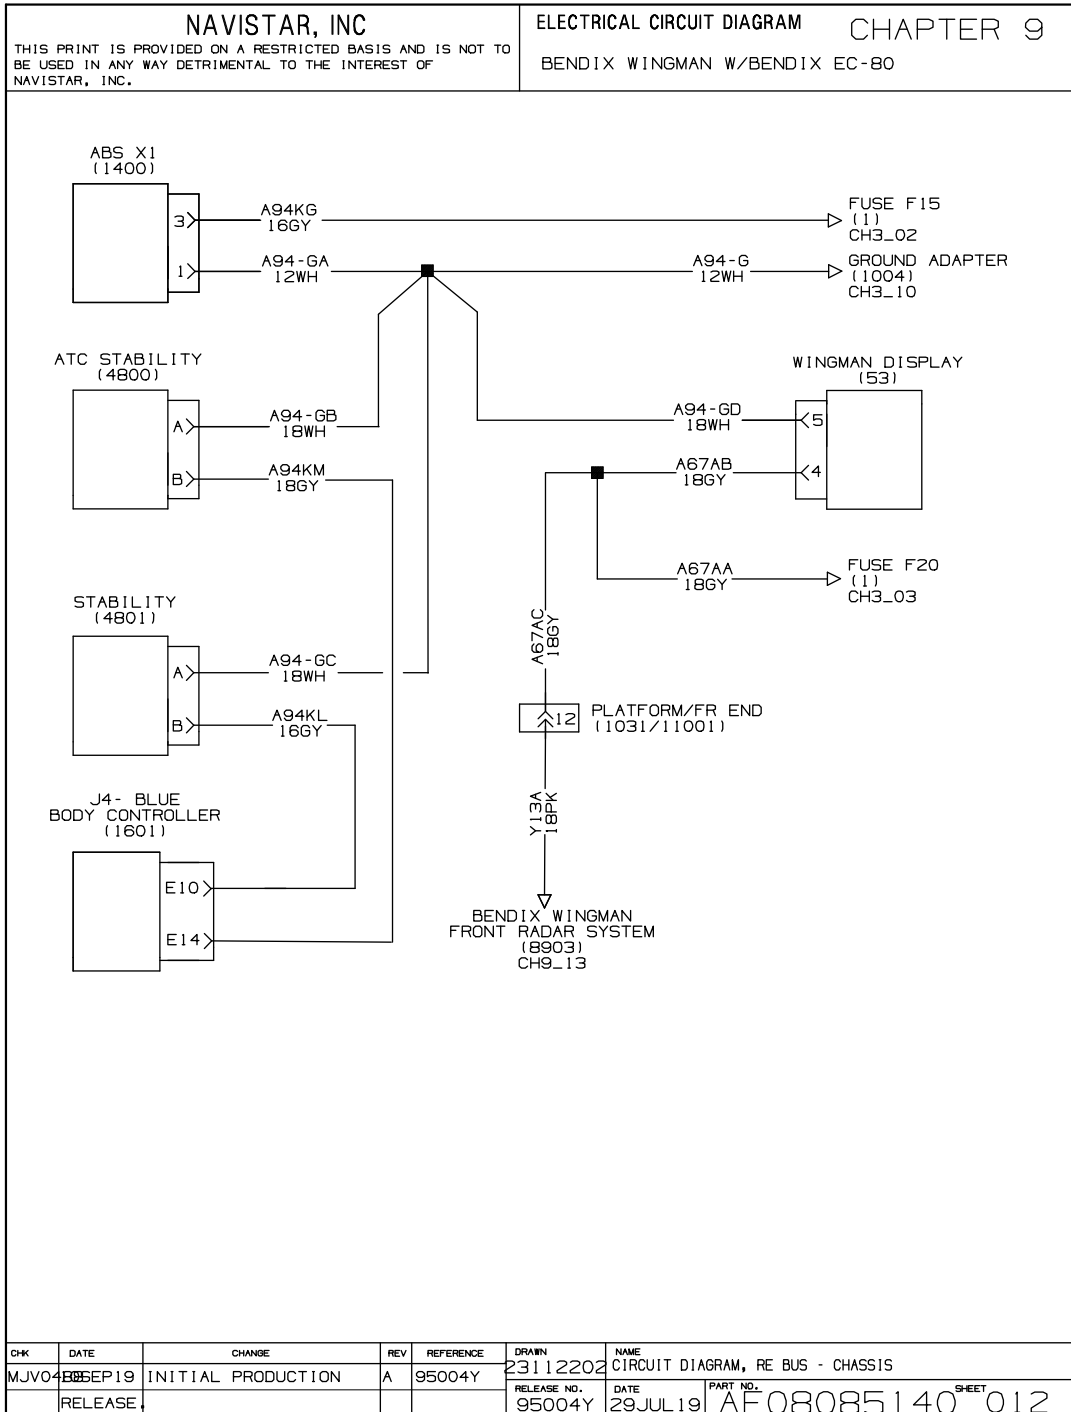 NAVISTAR, INC
THIS PRINT IS PROVIDED ON A RESTRICTED BASIS AND IS NOT TO
BE USED IN ANY WAY DETRIMENTAL TO THE INTEREST OF
NAVISTAR, INC.
ELECTRICAL CIRCUIT DIAGRAM
CHAPTER 9
BENDIX WINGMAN W/BENDIX EC-80
ABS X1
(1400)
3
A94KG
16GY
FUSE F15
(1)
CH3_02
1
A94-GA
12WH
A94-G
12WH
GROUND ADAPTER
(1004)
CH3_10
ATC STABILITY
(4800)
A
A94-GB
18WH
B
A94KM
18GY
WINGMAN DISPLAY
(53)
A94-GD
18WH
5
A67AB
18GY
4
A67AA
18GY
FUSE F20
(1)
CH3_03
STABILITY
(4801)
A
A94-GC
18WH
B
A94KL
16GY
A67AC
18GY
12
PLATFORM/FR END
(1031/11001)
J4- BLUE
BODY CONTROLLER
(1601)
E10
E14
Y13A
18PK
BENDIX WINGMAN
FRONT RADAR SYSTEM
(8903)
CH9_13
CHK
DATE
CHANGE
REV
REFERENCE
DRAWN
NAME
INITIAL PRODUCTION
A
95004Y
23112202
CIRCUIT DIAGRAM, RE BUS - CHASSIS
RELEASE
RELEASE NO.
95004Y
DATE
29JUL19
PART NO.
AF08085140
SHEET
012